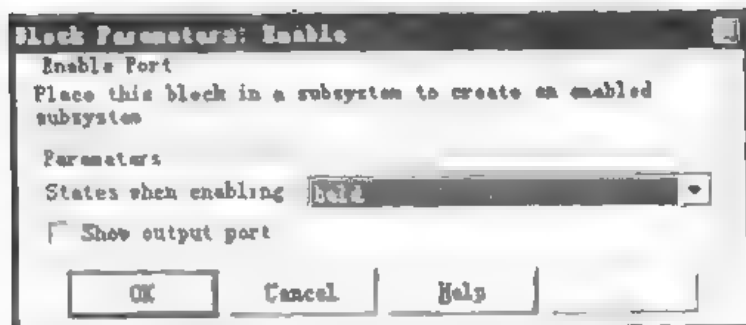 Block Parameters: Enable
Enable Port
Place this block in a subsystem to create an enabled
subsystem
Parameters
States when enabling held
Show output port
OK Cancel Help